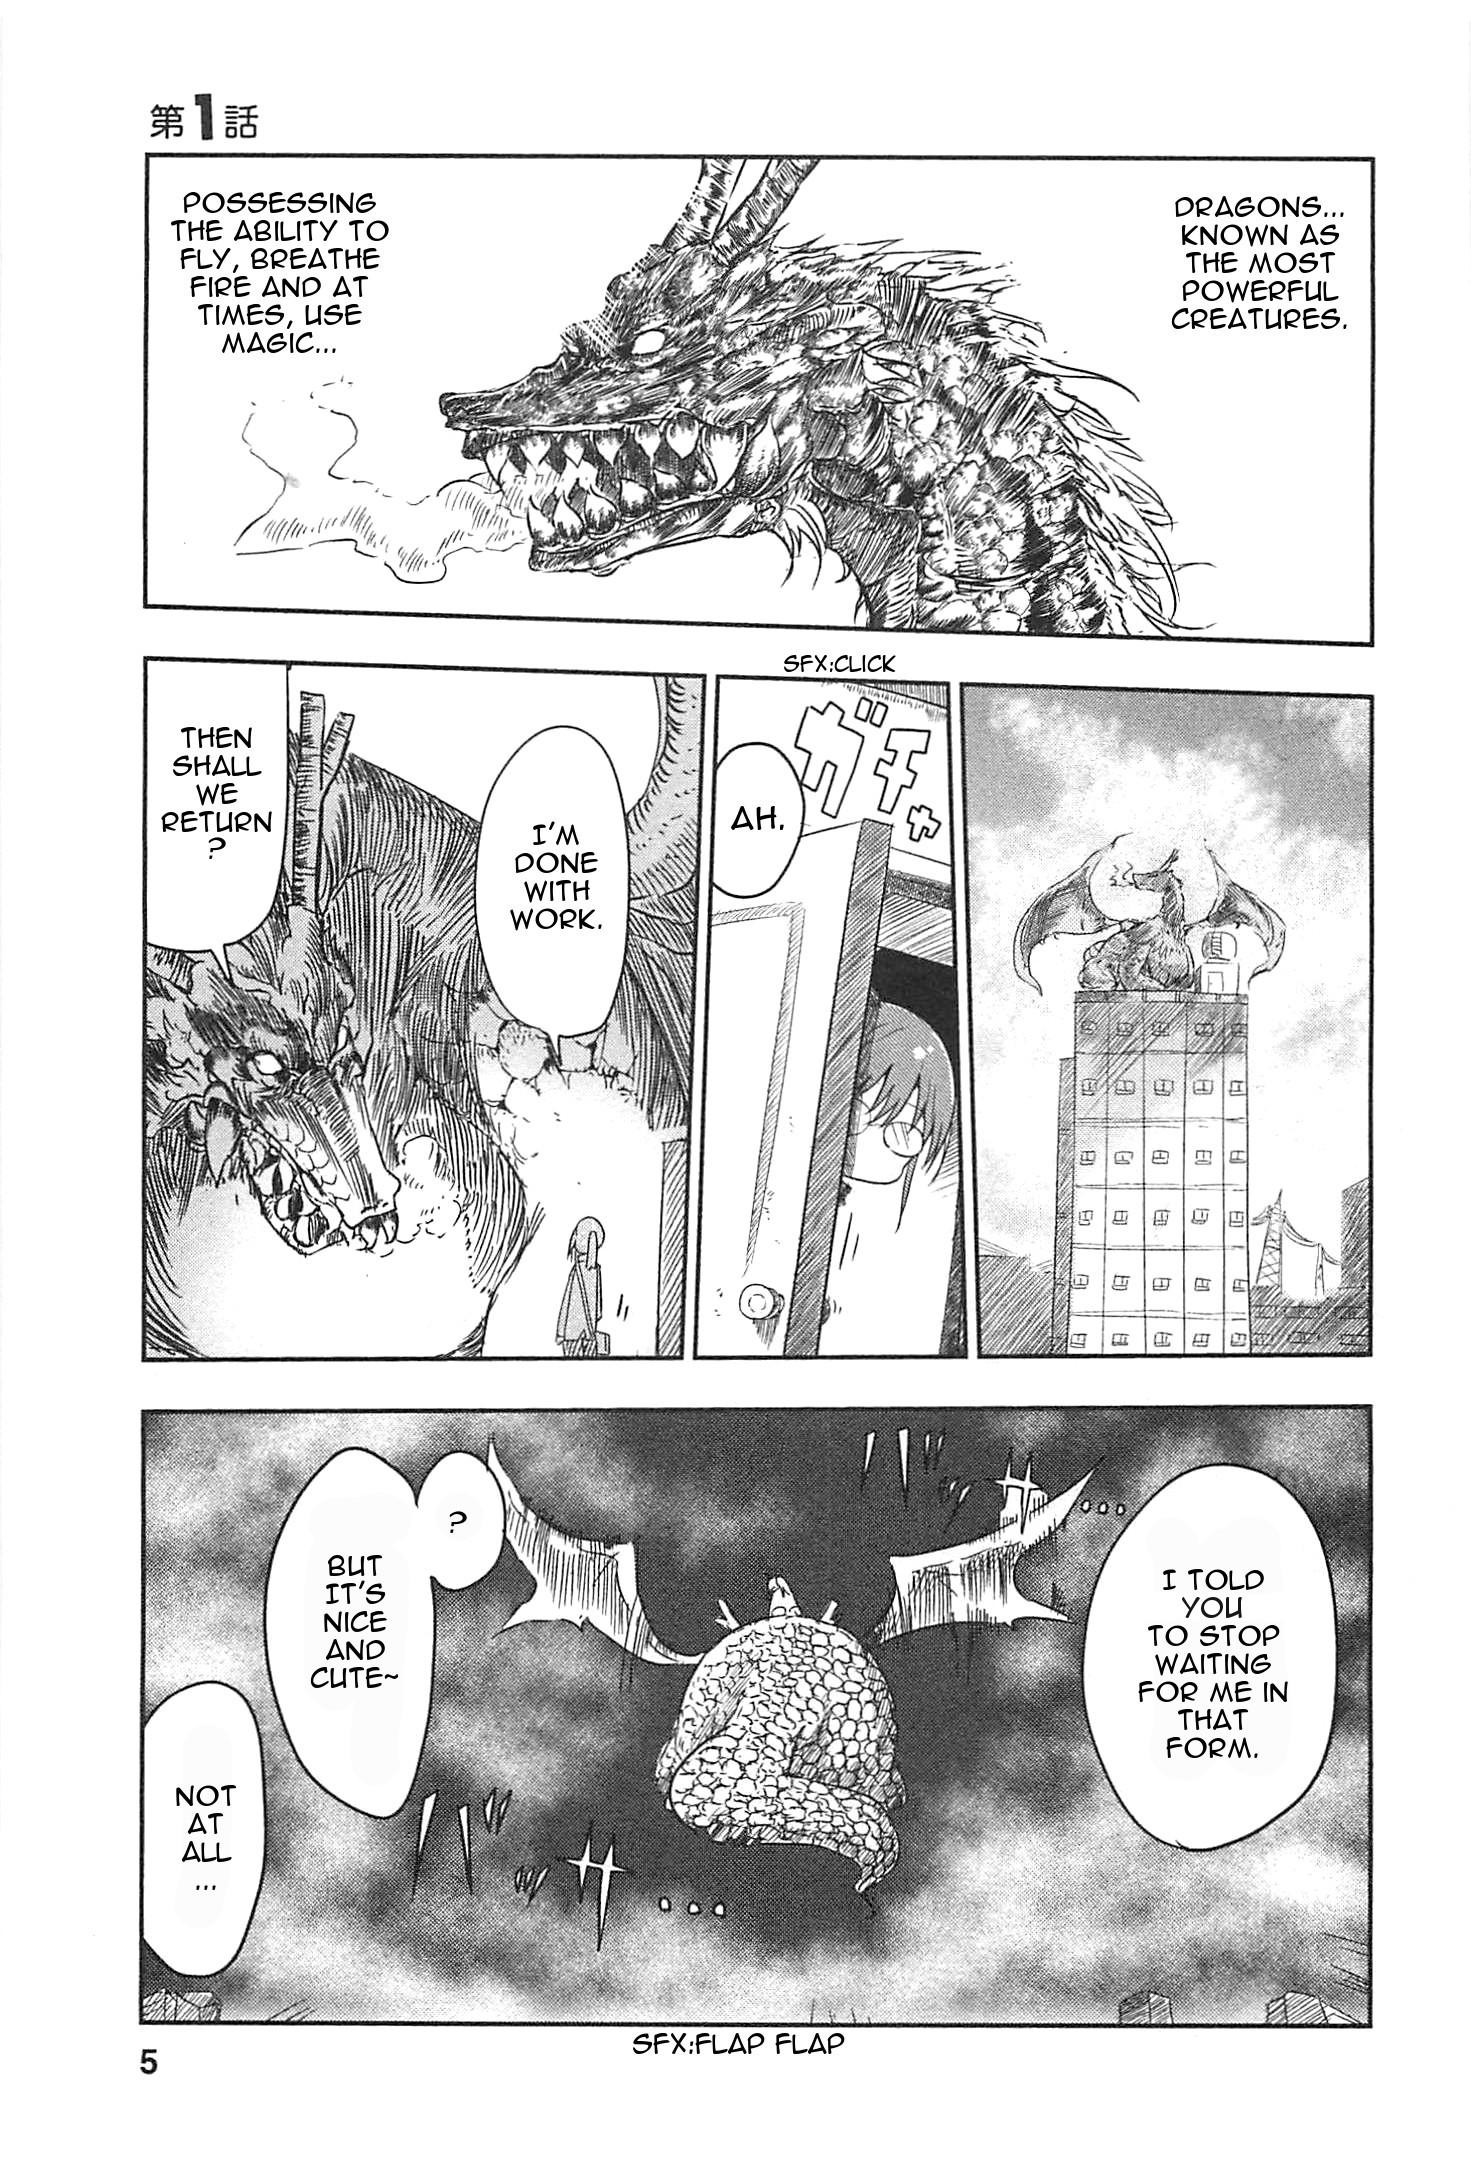 第1話
DRAGONS...
KNOWN AS
THE MOST
POWERFUL
CREATURES.
POSSESSING
THE ABILITY TO
FLY, BREATHE
FIRE AND AT
TIMES, USE
MAGIC...
SFX:CLICK
ガチャ
AH.
I'M
DONE
WITH
WORK.
THEN
SHALL
WE
RETURN
?
I TOLD
YOU
TO STOP
WAITING
FOR ME IN
THAT
FORM.
?
BUT
IT'S
NICE
AND
CUTE~
NOT
AT
ALL
...
SFX:FLAP FLAP
5